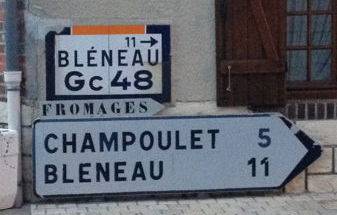 11 →
BLÉNEAU
Gc 48
FROMAGES
CHAMPOULET 5
BLENEAU 11